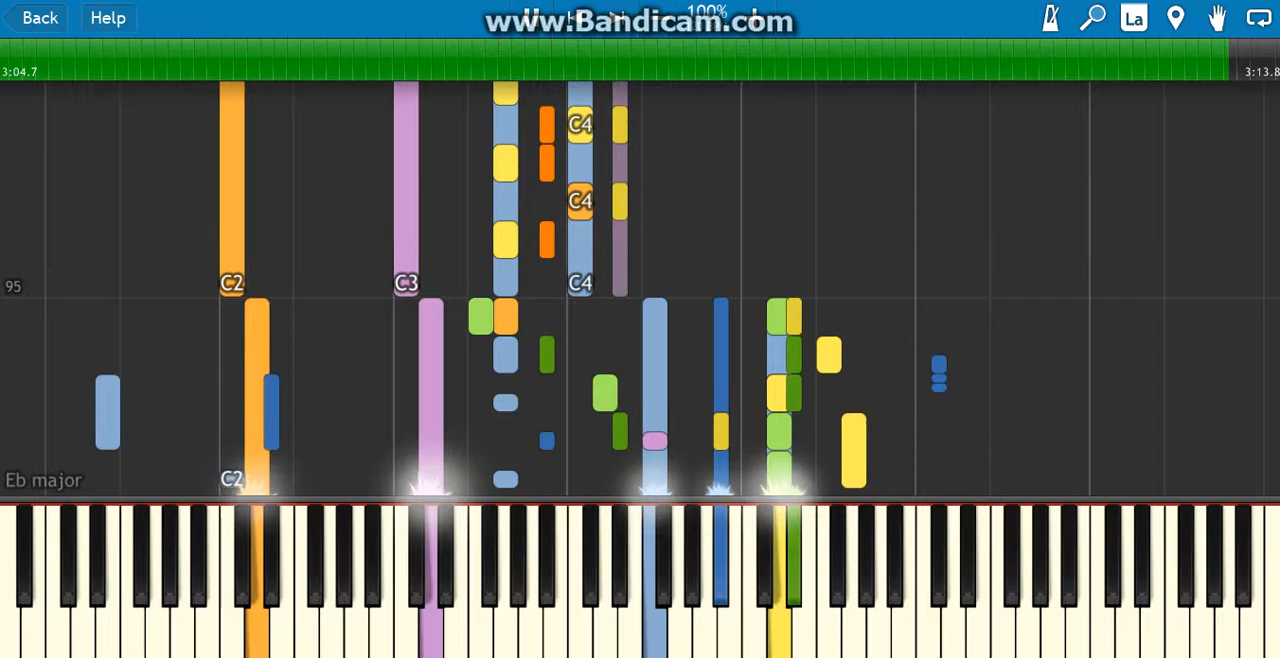 Back Help 100% La
www.Bandicam.com
3:04.7 3:13.8
C4
C4
C2 C3 C4
95
Eb major C2